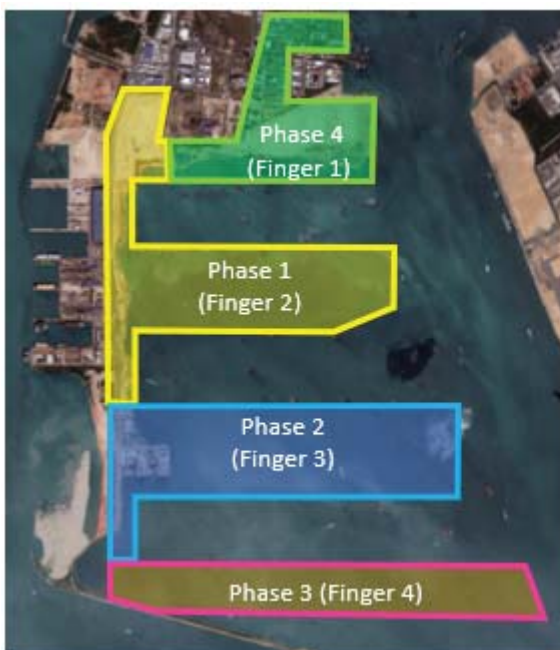 Phase 4
(Finger 1)
Phase 1
(Finger 2)
Phase 2
(Finger 3)
Phase 3 (Finger 4)